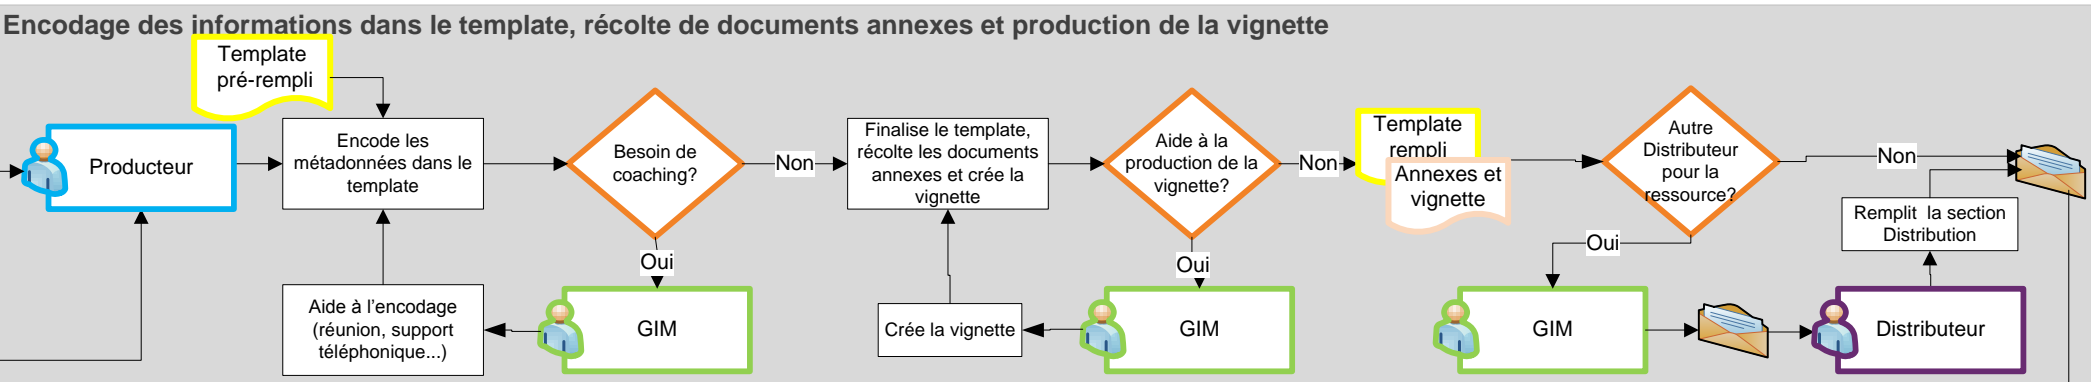 Encodage des informations dans le template, récolte de documents annexes et production de la vignette
Template
pré-rempli
Producteur
Encode les
métadonnées dans le
template
Besoin de
coaching?
Non
Oui
GIM
Aide à l'encodage
(réunion, support
téléphonique...)
Finalise le template,
récolte les documents
annexes et crée la
vignette
Aide à la
production de la
vignette?
Non
Oui
GIM
Crée la vignette
Template
rempli
Annexes et
vignette
Autre
Distributeur
pour la
ressource?
Non
Oui
GIM
Distributeur
Remplit la section
Distribution